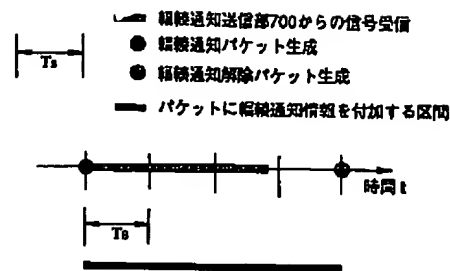 輻輳通知送信部700からの信号受信
Ts
輻輳通知パケット生成
輻輳通知解除パケット生成
パケットに輻輳通知情報を付加する区間
時間 t
Ts